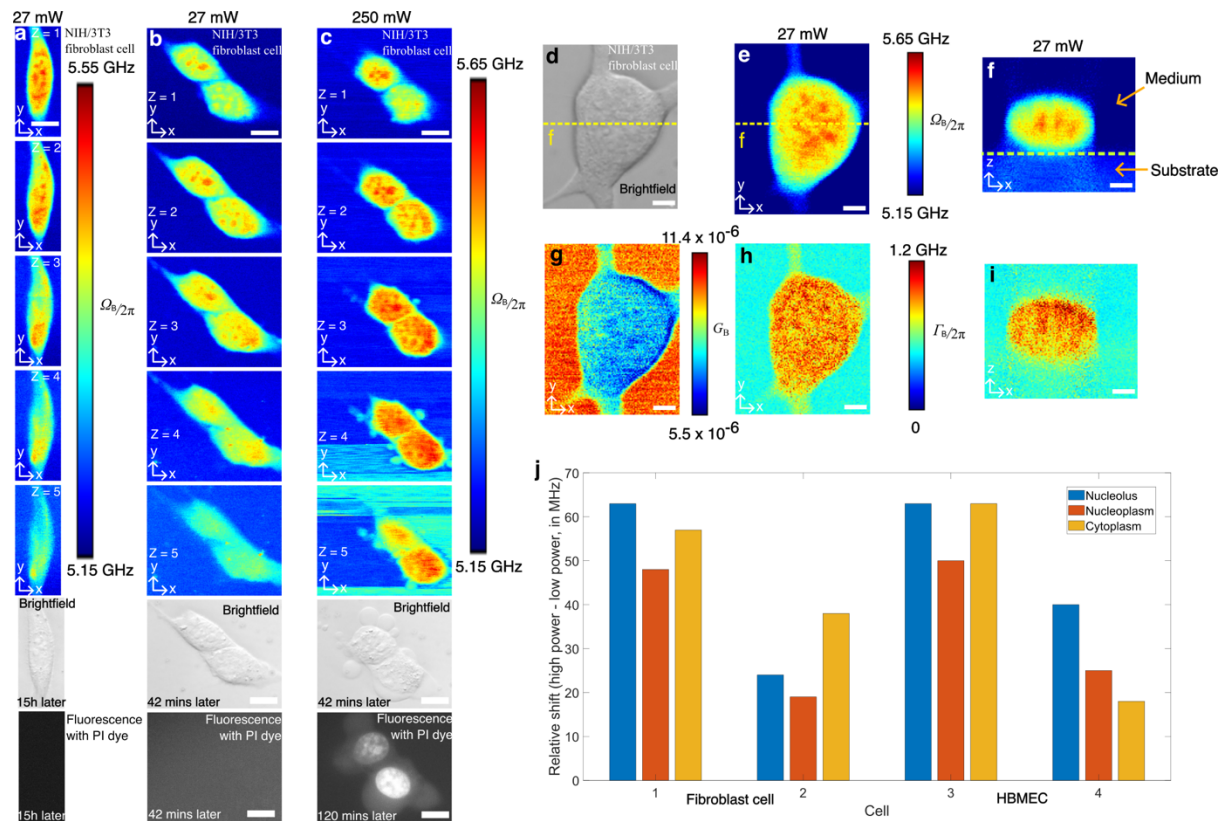 27 mW
a
Z = 1
NIH/3T3
fibroblast cell
5.55 GHz
y
x
Z = 2
y
x
Z = 3
y
x
Z = 4
y
x
Z = 5
y
x
Ω_B/2π
5.15 GHz
Brightfield
15h later
Fluorescence
with PI dye
15h later
27 mW
b
NIH/3T3
fibroblast cell
Z = 1
y
x
Z = 2
y
x
Z = 3
y
x
Z = 4
y
x
Z = 5
y
x
Brightfield
42 mins later
Fluorescence
with PI dye
42 mins later
250 mW
c
NIH/3T3
fibroblast cell
Z = 1
y
x
Z = 2
y
x
Z = 3
y
x
Z = 4
y
x
Z = 5
y
x
5.65 GHz
Ω_B/2π
5.15 GHz
Brightfield
42 mins later
Fluorescence
with PI dye
120 mins later
d
NIH/3T3
fibroblast cell
f
Brightfield
27 mW
e
f
y
x
5.65 GHz
Ω_B/2π
5.15 GHz
27 mW
f
Medium
Substrate
z
x
g
y
x
11.4 x 10⁻⁶
G_B
5.5 x 10⁻⁶
h
y
x
1.2 GHz
Γ_B/2π
0
i
z
x
j
Relative shift (high power - low power, in MHz)
70
60
50
40
30
20
10
0
Nucleolus
Nucleoplasm
Cytoplasm
1 Fibroblast cell 2 3 HBMEC 4
Cell